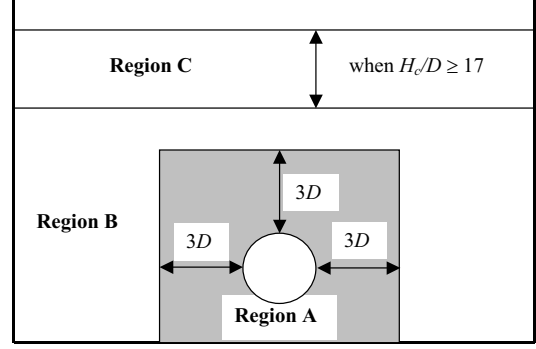 Region C
when H_c/D ≥ 17
3D
Region B
3D
3D
Region A